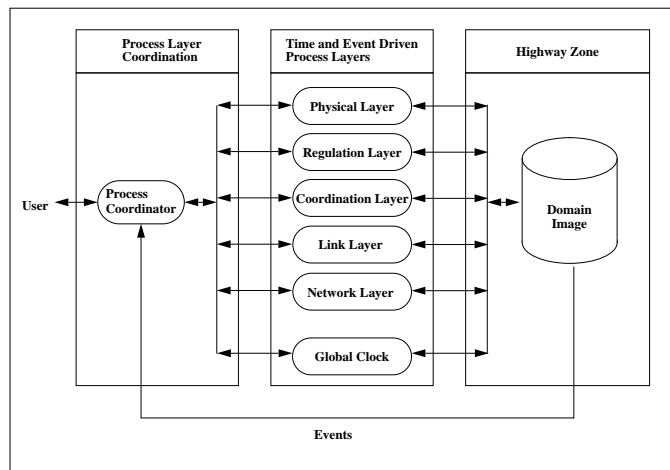 Process Layer
Coordination
Time and Event Driven
Process Layers
Highway Zone
Physical Layer
Regulation Layer
User
Process
Coordinator
Coordination Layer
Domain
Image
Link Layer
Network Layer
Global Clock
Events